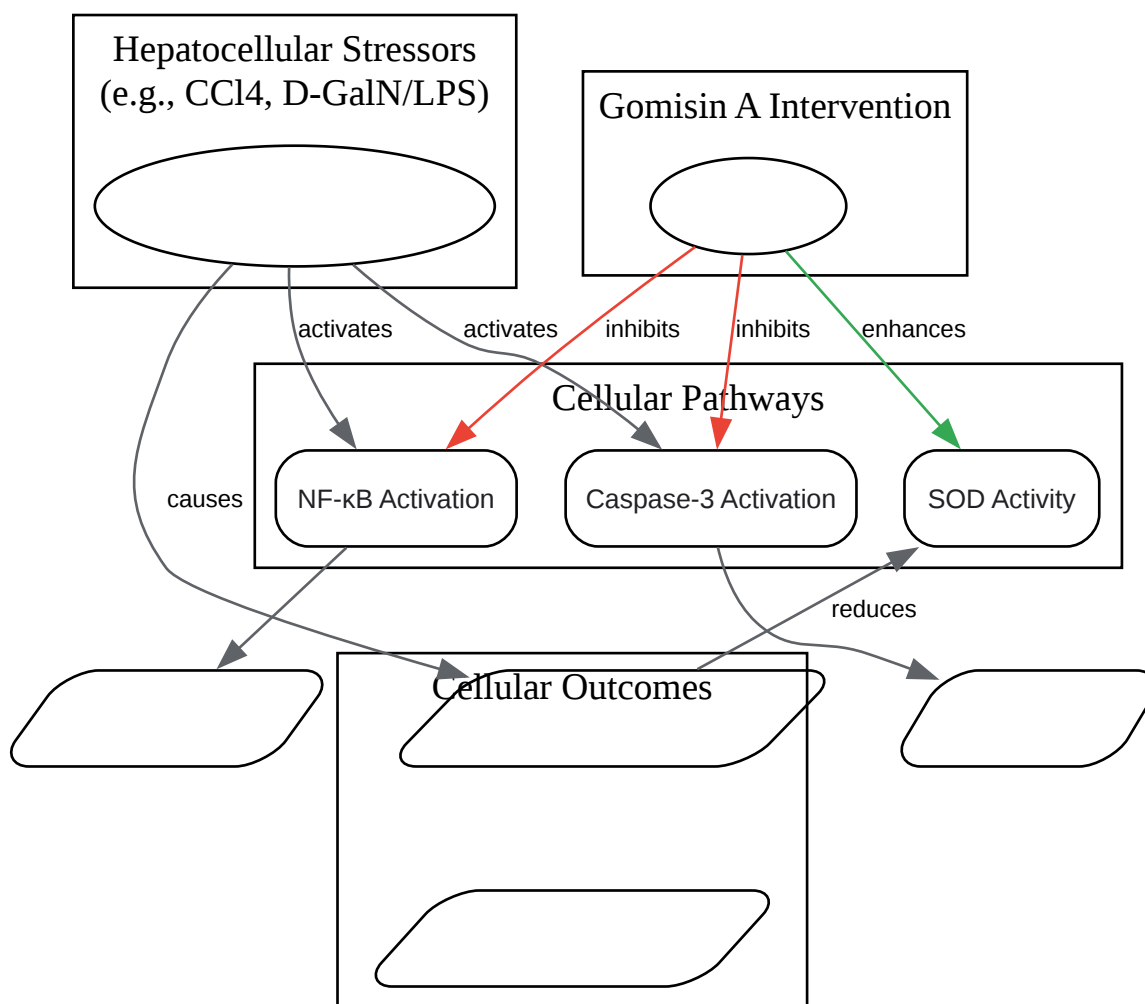 Hepatocellular Stressors
(e.g., CCl4, D-GalN/LPS)
Gomisin A Intervention
activates
activates
inhibits
inhibits
enhances
Cellular Pathways
causes
NF-κB Activation
Caspase-3 Activation
SOD Activity
reduces
Cellular Outcomes